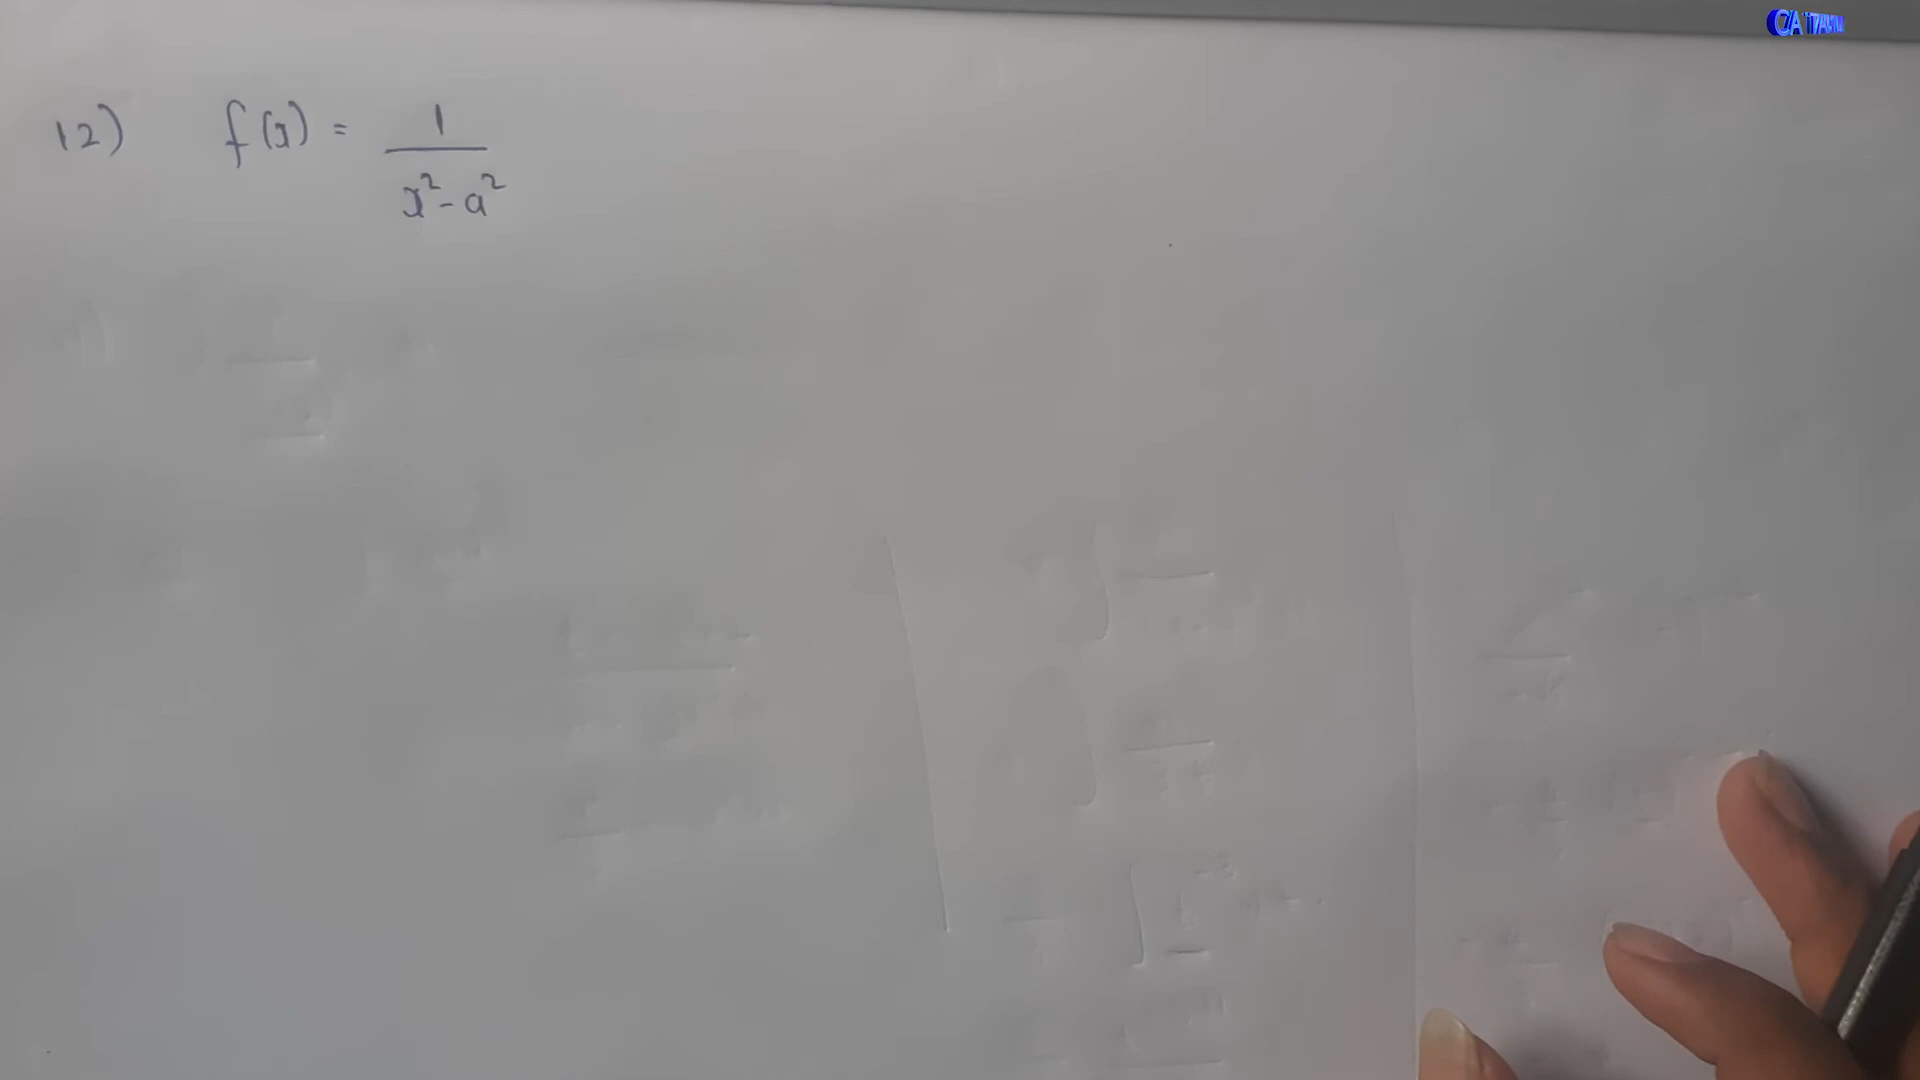 12) f(x) = 1 / (x² - a²)